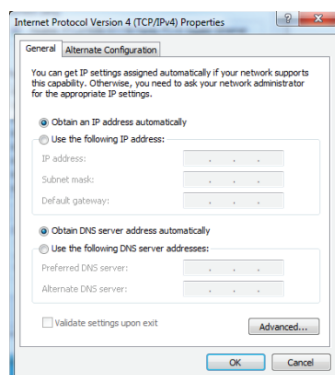 Internet Protocol Version 4 (TCP/IPv4) Properties
General
Alternate Configuration
You can get IP settings assigned automatically if your network supports
this capability. Otherwise, you need to ask your network administrator
for the appropriate IP settings.
Obtain an IP address automatically
Use the following IP address:
IP address:
Subnet mask:
Default gateway:
Obtain DNS server address automatically
Use the following DNS server addresses:
Preferred DNS server:
Alternate DNS server:
Validate settings upon exit
Advanced...
OK
Cancel